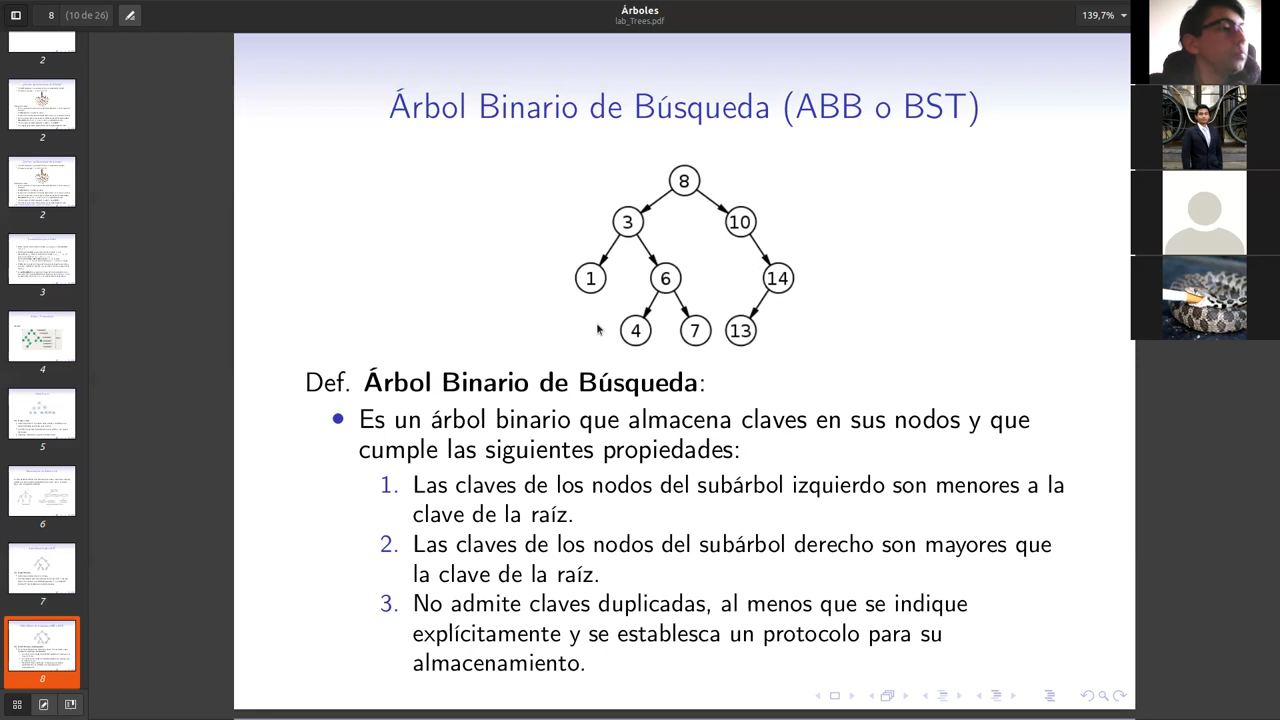 Árboles
lab_Trees.pdf
8 (10 de 26)
139,7%
2
2
2
3
4
5
6
7
8
Árbol Binario de Búsqueda (ABB o BST)
8
3
10
1
6
14
4
7
13
Def. Árbol Binario de Búsqueda:
Es un árbol binario que almacena claves en sus nodos y que
cumple las siguientes propiedades:
1. Las claves de los nodos del subárbol izquierdo son menores a la
clave de la raíz.
2. Las claves de los nodos del subárbol derecho son mayores que
la clave de la raíz.
3. No admite claves duplicadas, al menos que se indique
explícitamente y se establesca un protocolo para su
almacenamiento.